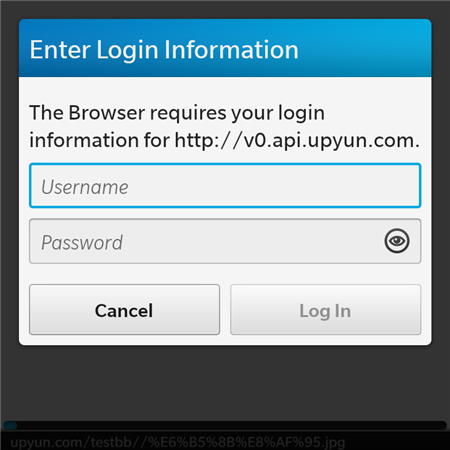 Enter Login Information
The Browser requires your login
information for http://v0.api.upyun.com.
Username
Password
Cancel
Log In
upyun.com/testbb//%E6%B5%8B%E8%AF%95.jpg